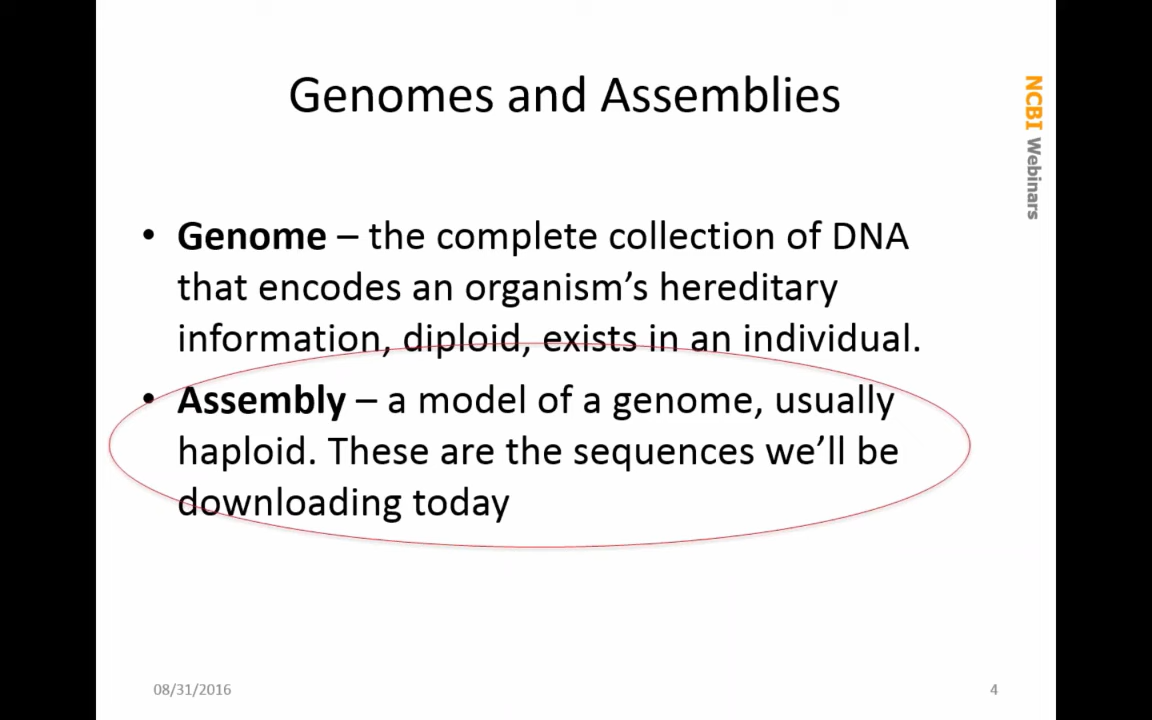 Genomes and Assemblies
NCBI Webinars
• Genome – the complete collection of DNA
that encodes an organism’s hereditary
information, diploid, exists in an individual.
• Assembly – a model of a genome, usually
haploid. These are the sequences we’ll be
downloading today
08/31/2016
4